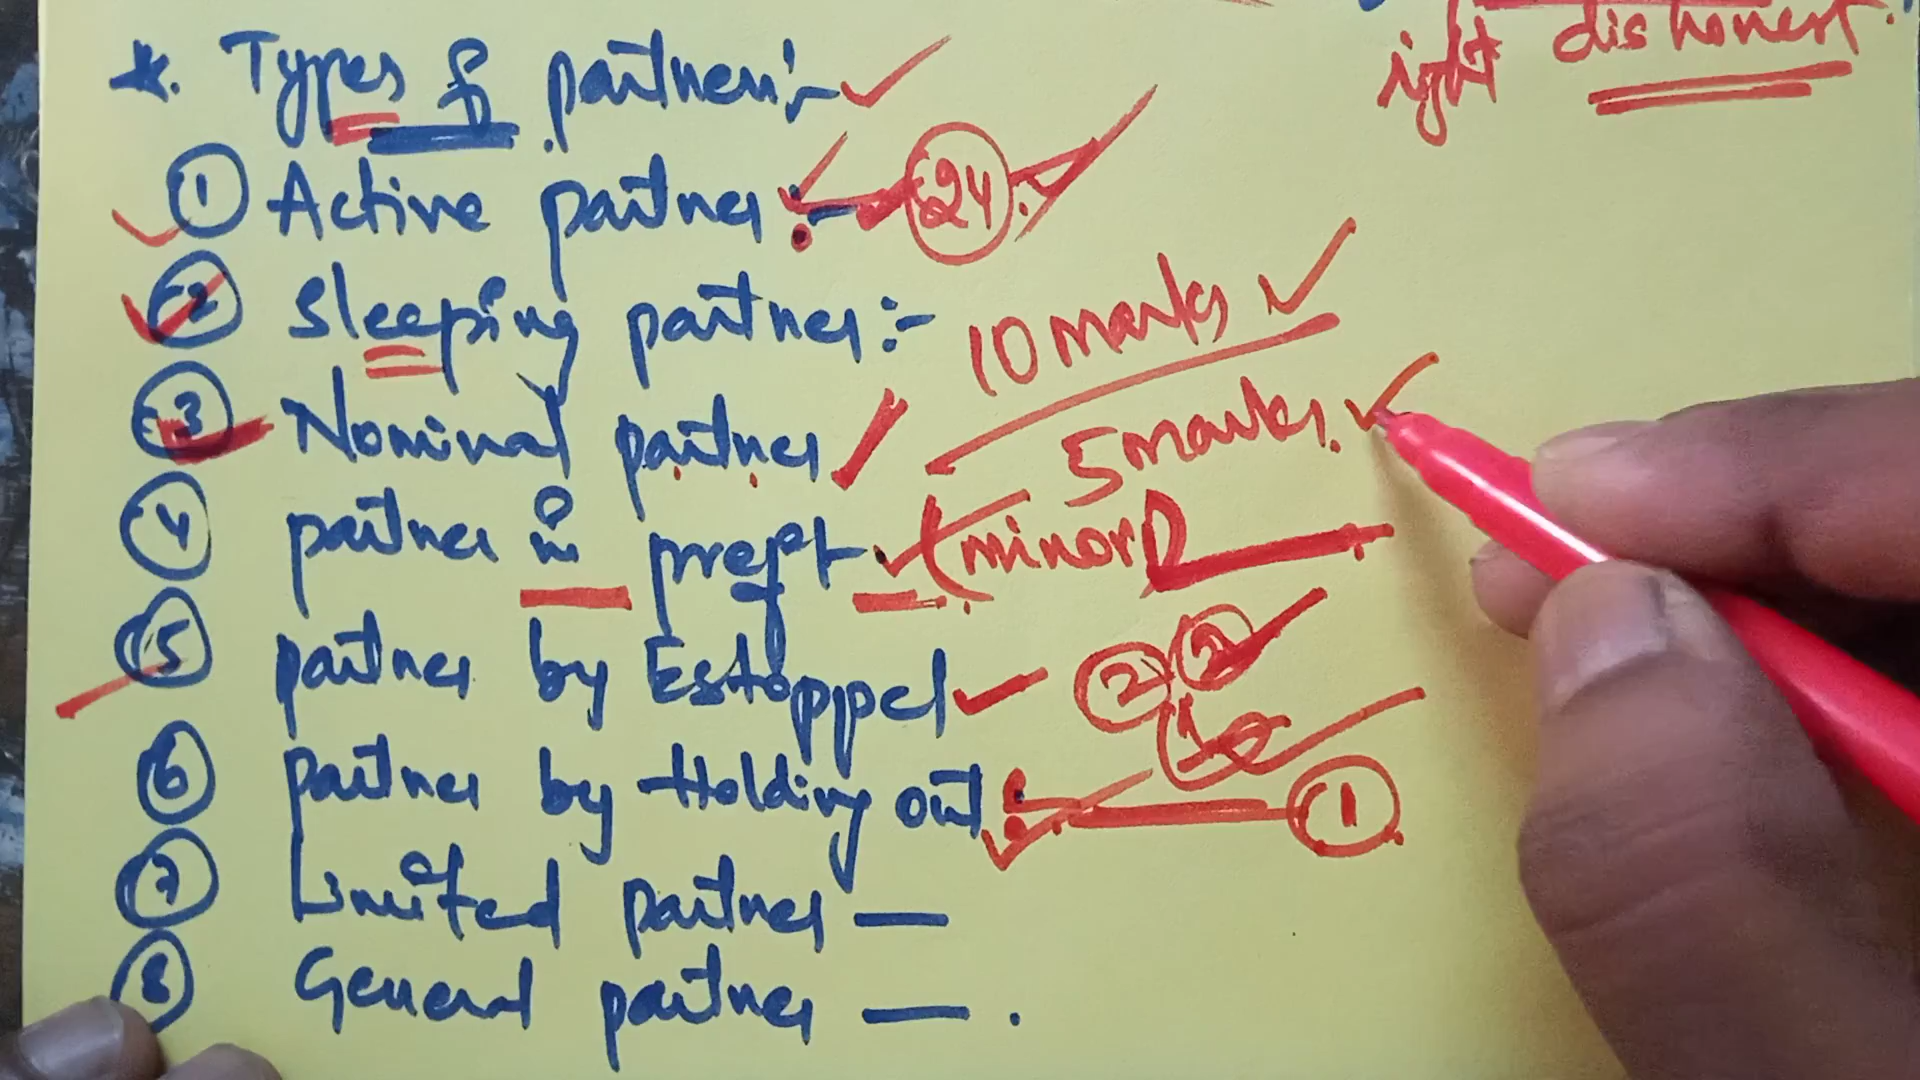 right dishonest.
*. Types of partners:-
① Active partner :- 24.
② Sleeping partner:-
10 marks
③ Nominal partner
5 marks.
④ partner in profit (minor)
⑤ partner by Estoppel 2 2
10
⑥ partner by Holding out: 1
⑦ Limited partner —
⑧ General partner — .